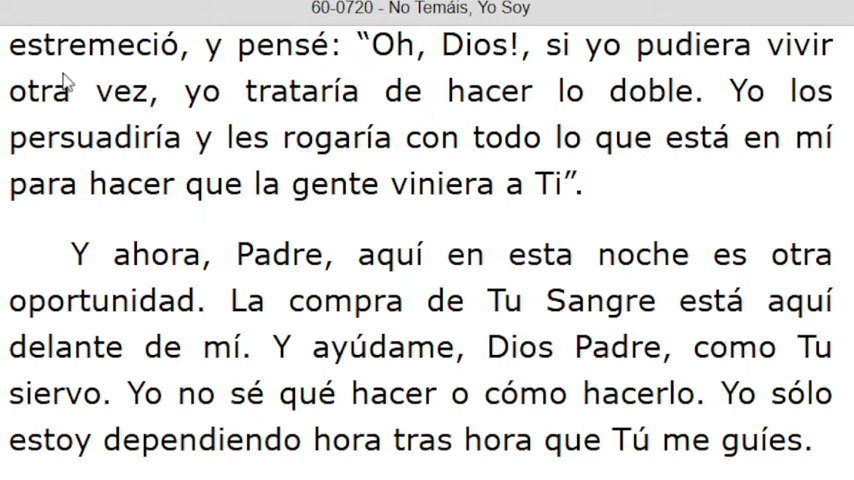 60-0720 - No Temáis, Yo Soy
estremeció, y pensé: “Oh, Dios!, si yo pudiera vivir
otra vez, yo trataría de hacer lo doble. Yo los
persuadiría y les rogaría con todo lo que está en mí
para hacer que la gente viniera a Ti”.
Y ahora, Padre, aquí en esta noche es otra
oportunidad. La compra de Tu Sangre está aquí
delante de mí. Y ayúdame, Dios Padre, como Tu
siervo. Yo no sé qué hacer o cómo hacerlo. Yo sólo
estoy dependiendo hora tras hora que Tú me guíes.